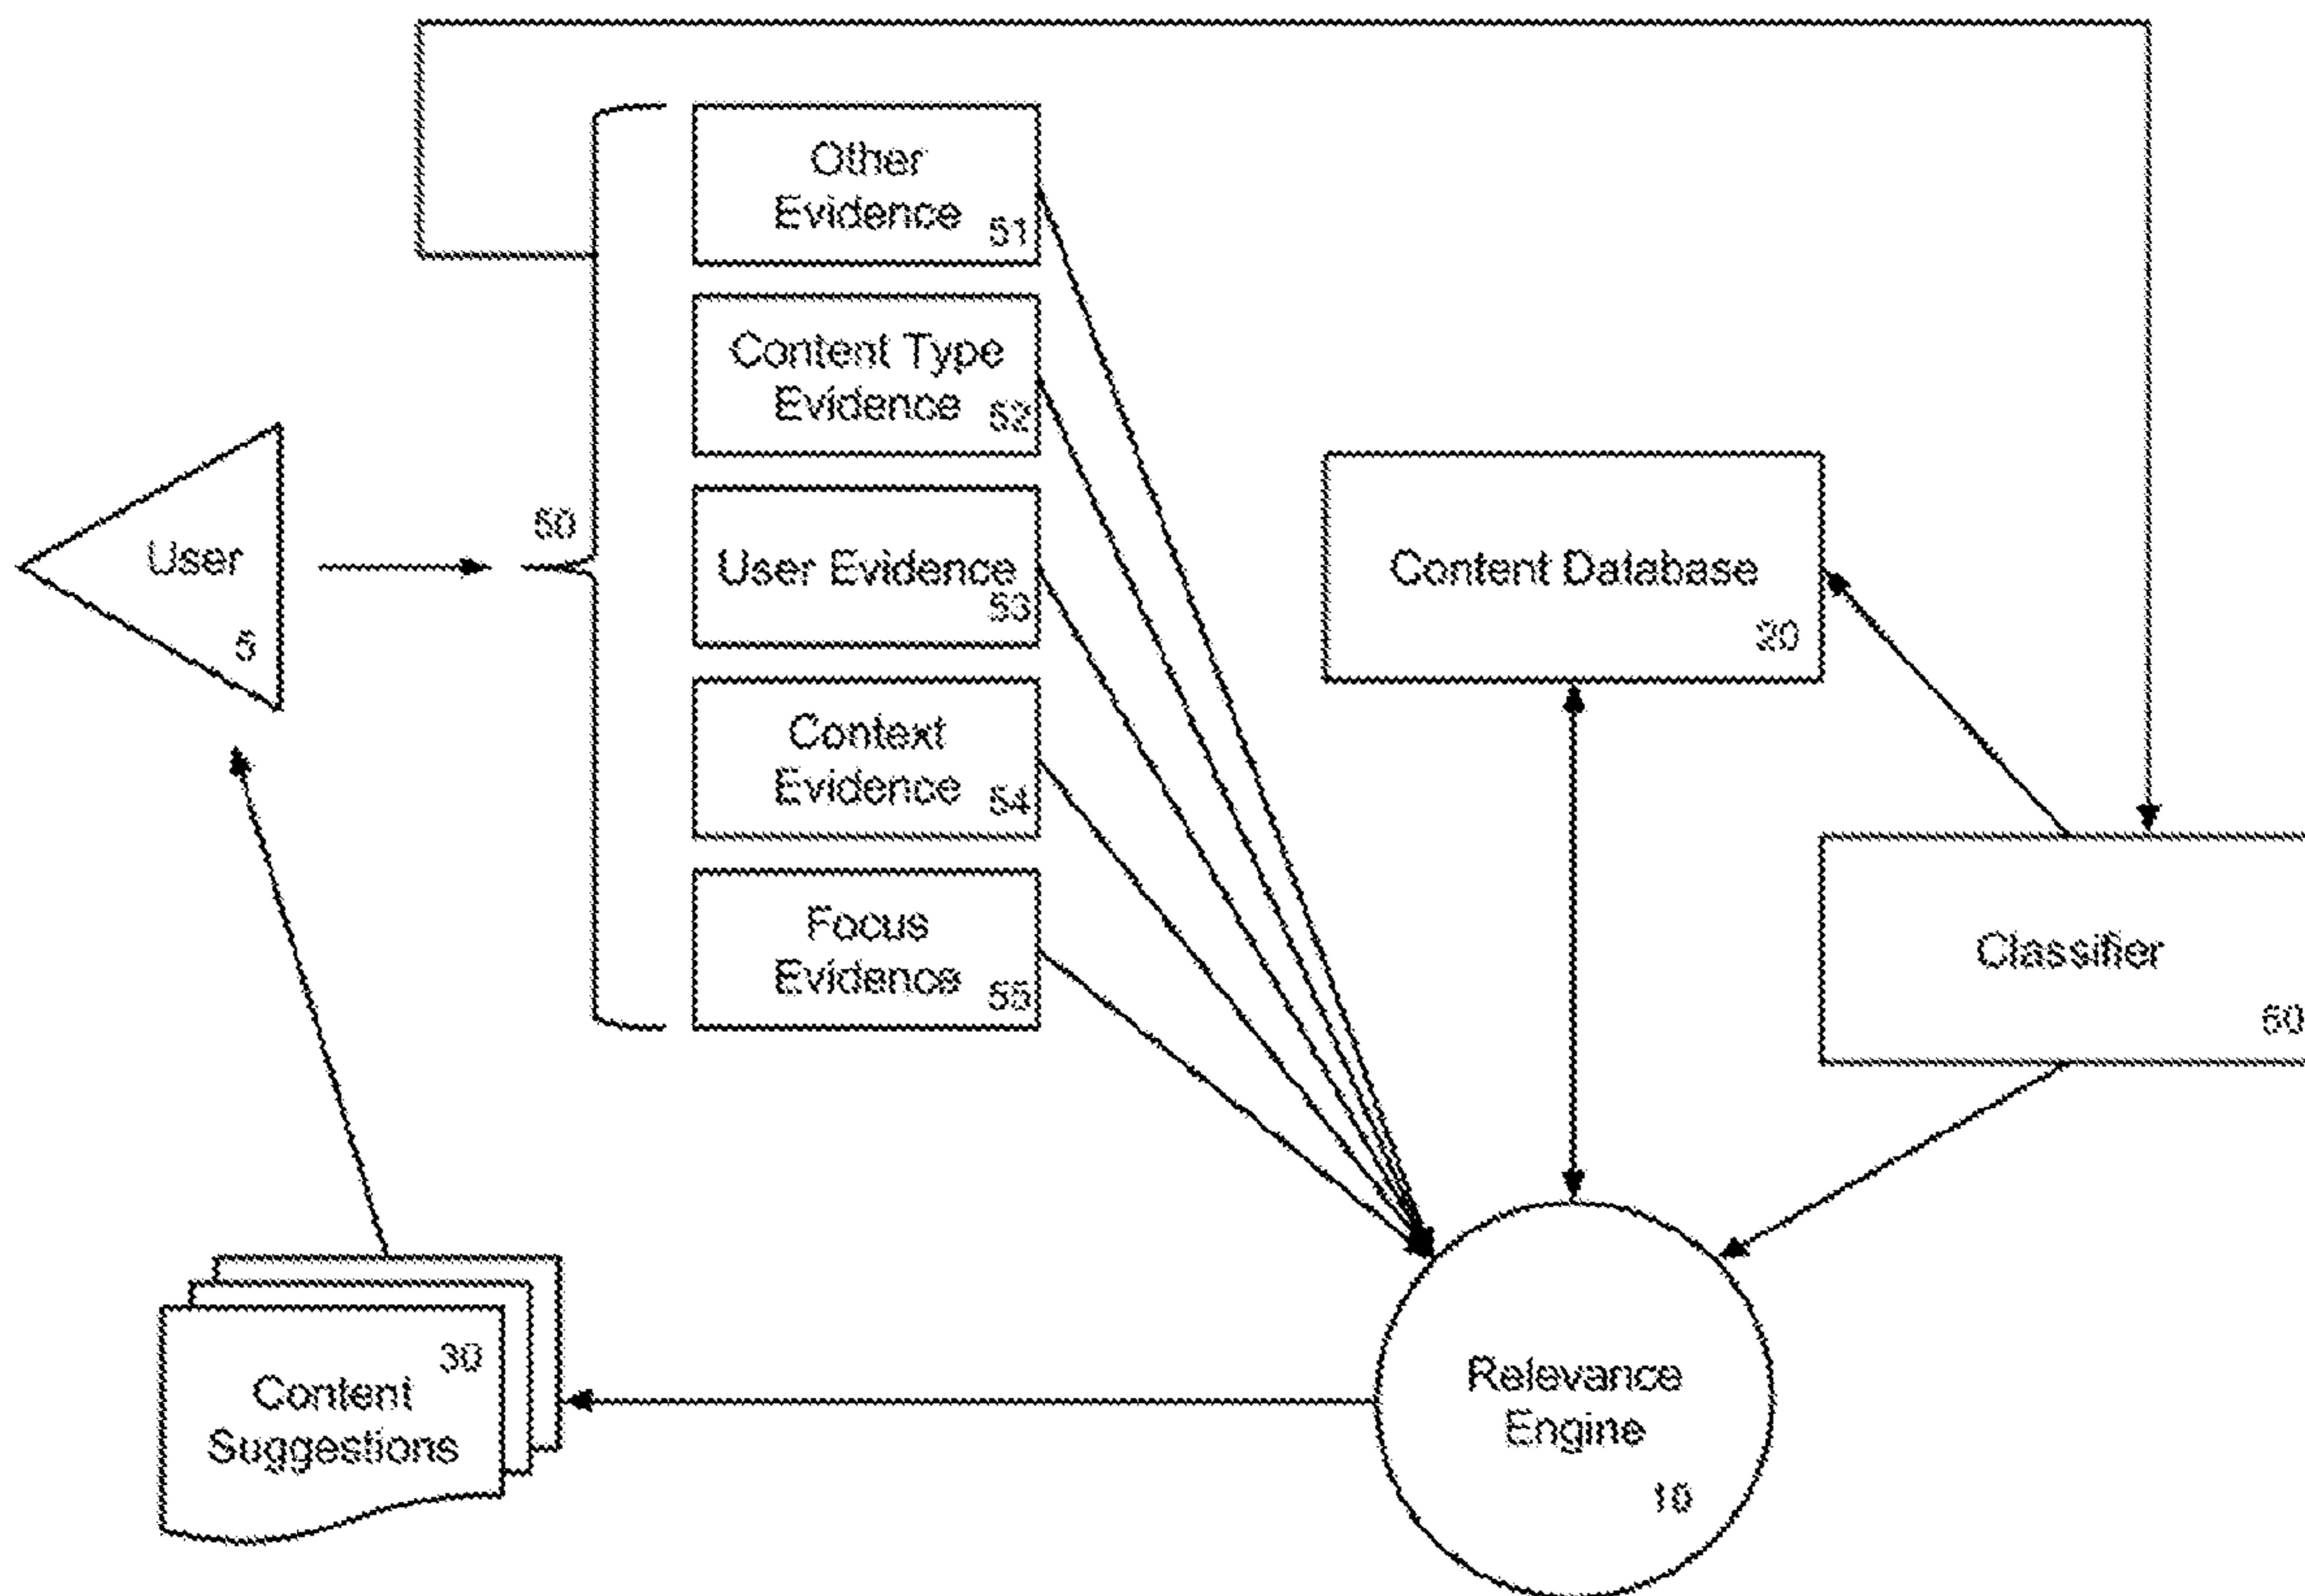 Other
Evidence
51
Content Type
Evidence
52
User
5
50
User Evidence
53
Content Database
20
Context
Evidence
54
Focus
Evidence
55
Classifier
60
30
Content
Suggestions
Relevance
Engine
10